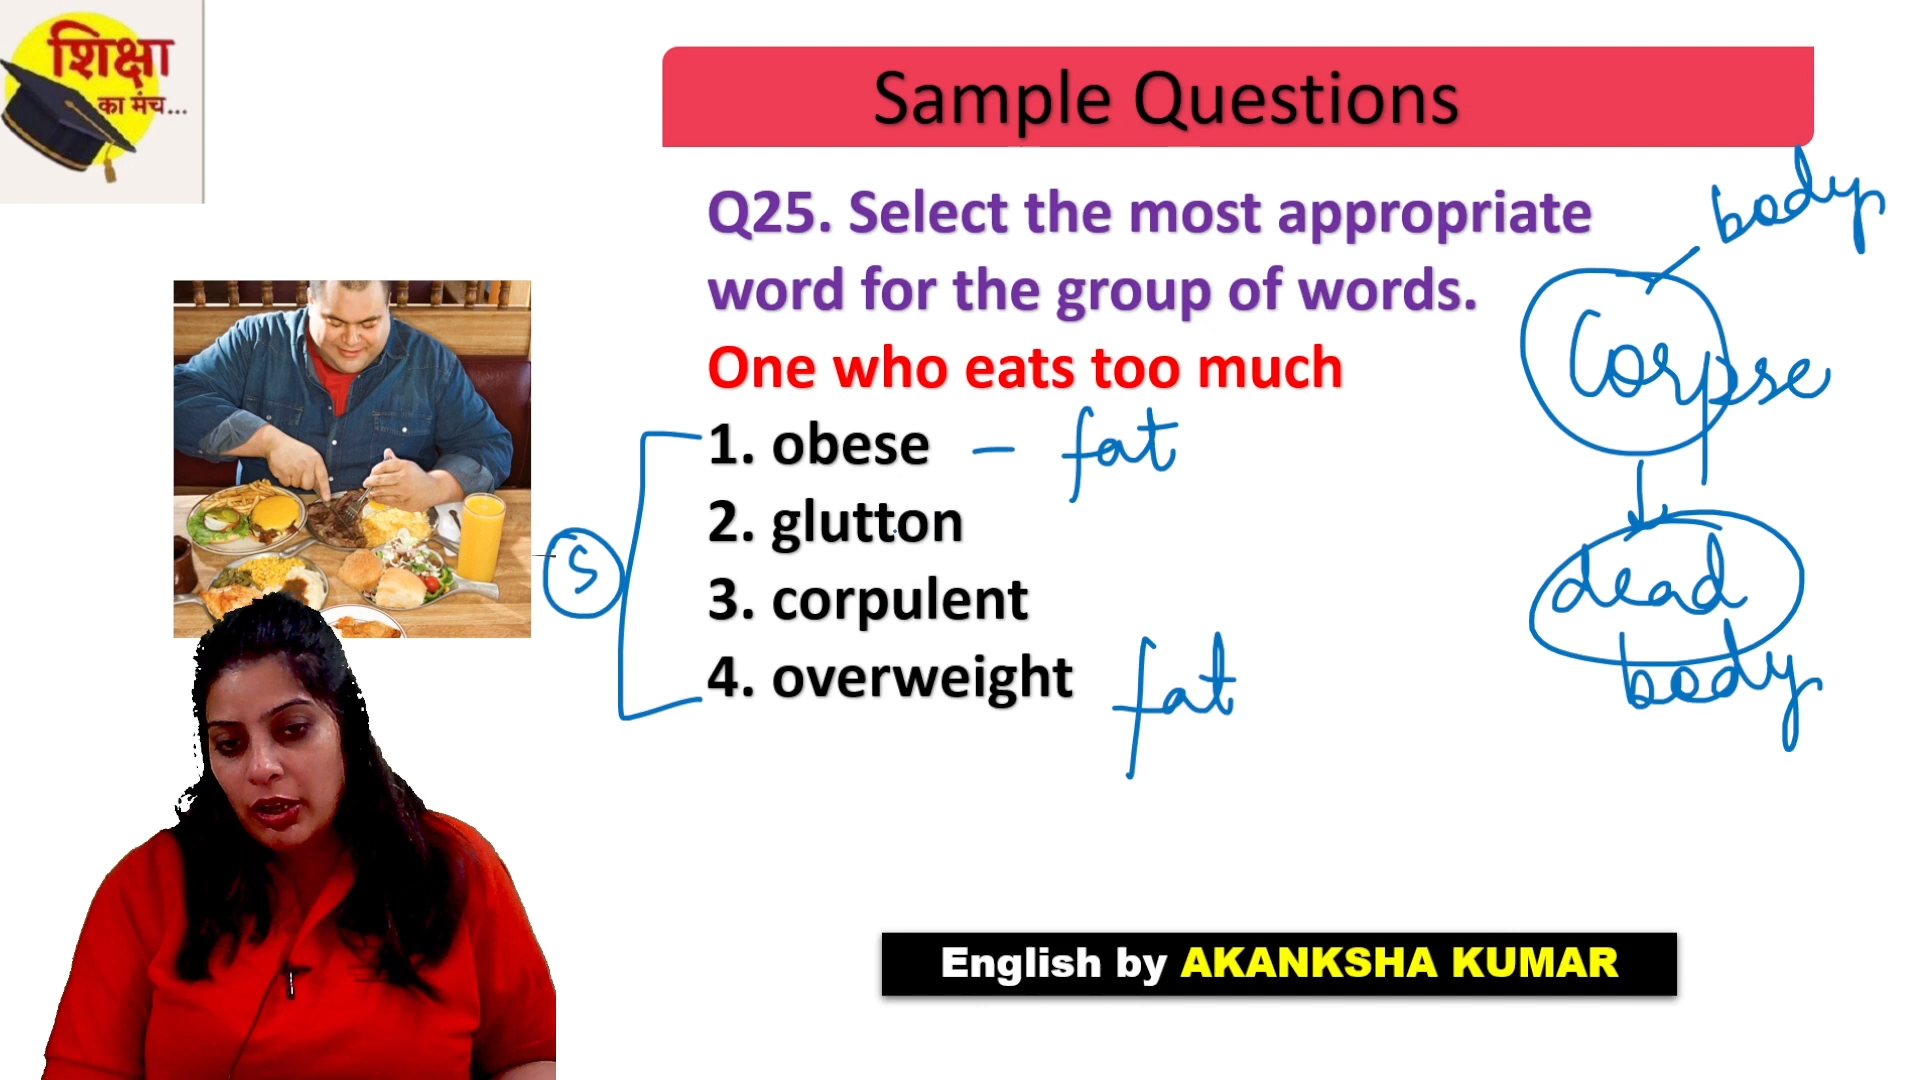 शिक्षा
का मंच...
Sample Questions
Q25. Select the most appropriate
word for the group of words.
One who eats too much
1. obese - fat
2. glutton
3. corpulent
4. overweight fat
S
body
Corpse
dead
body
English by AKANKSHA KUMAR